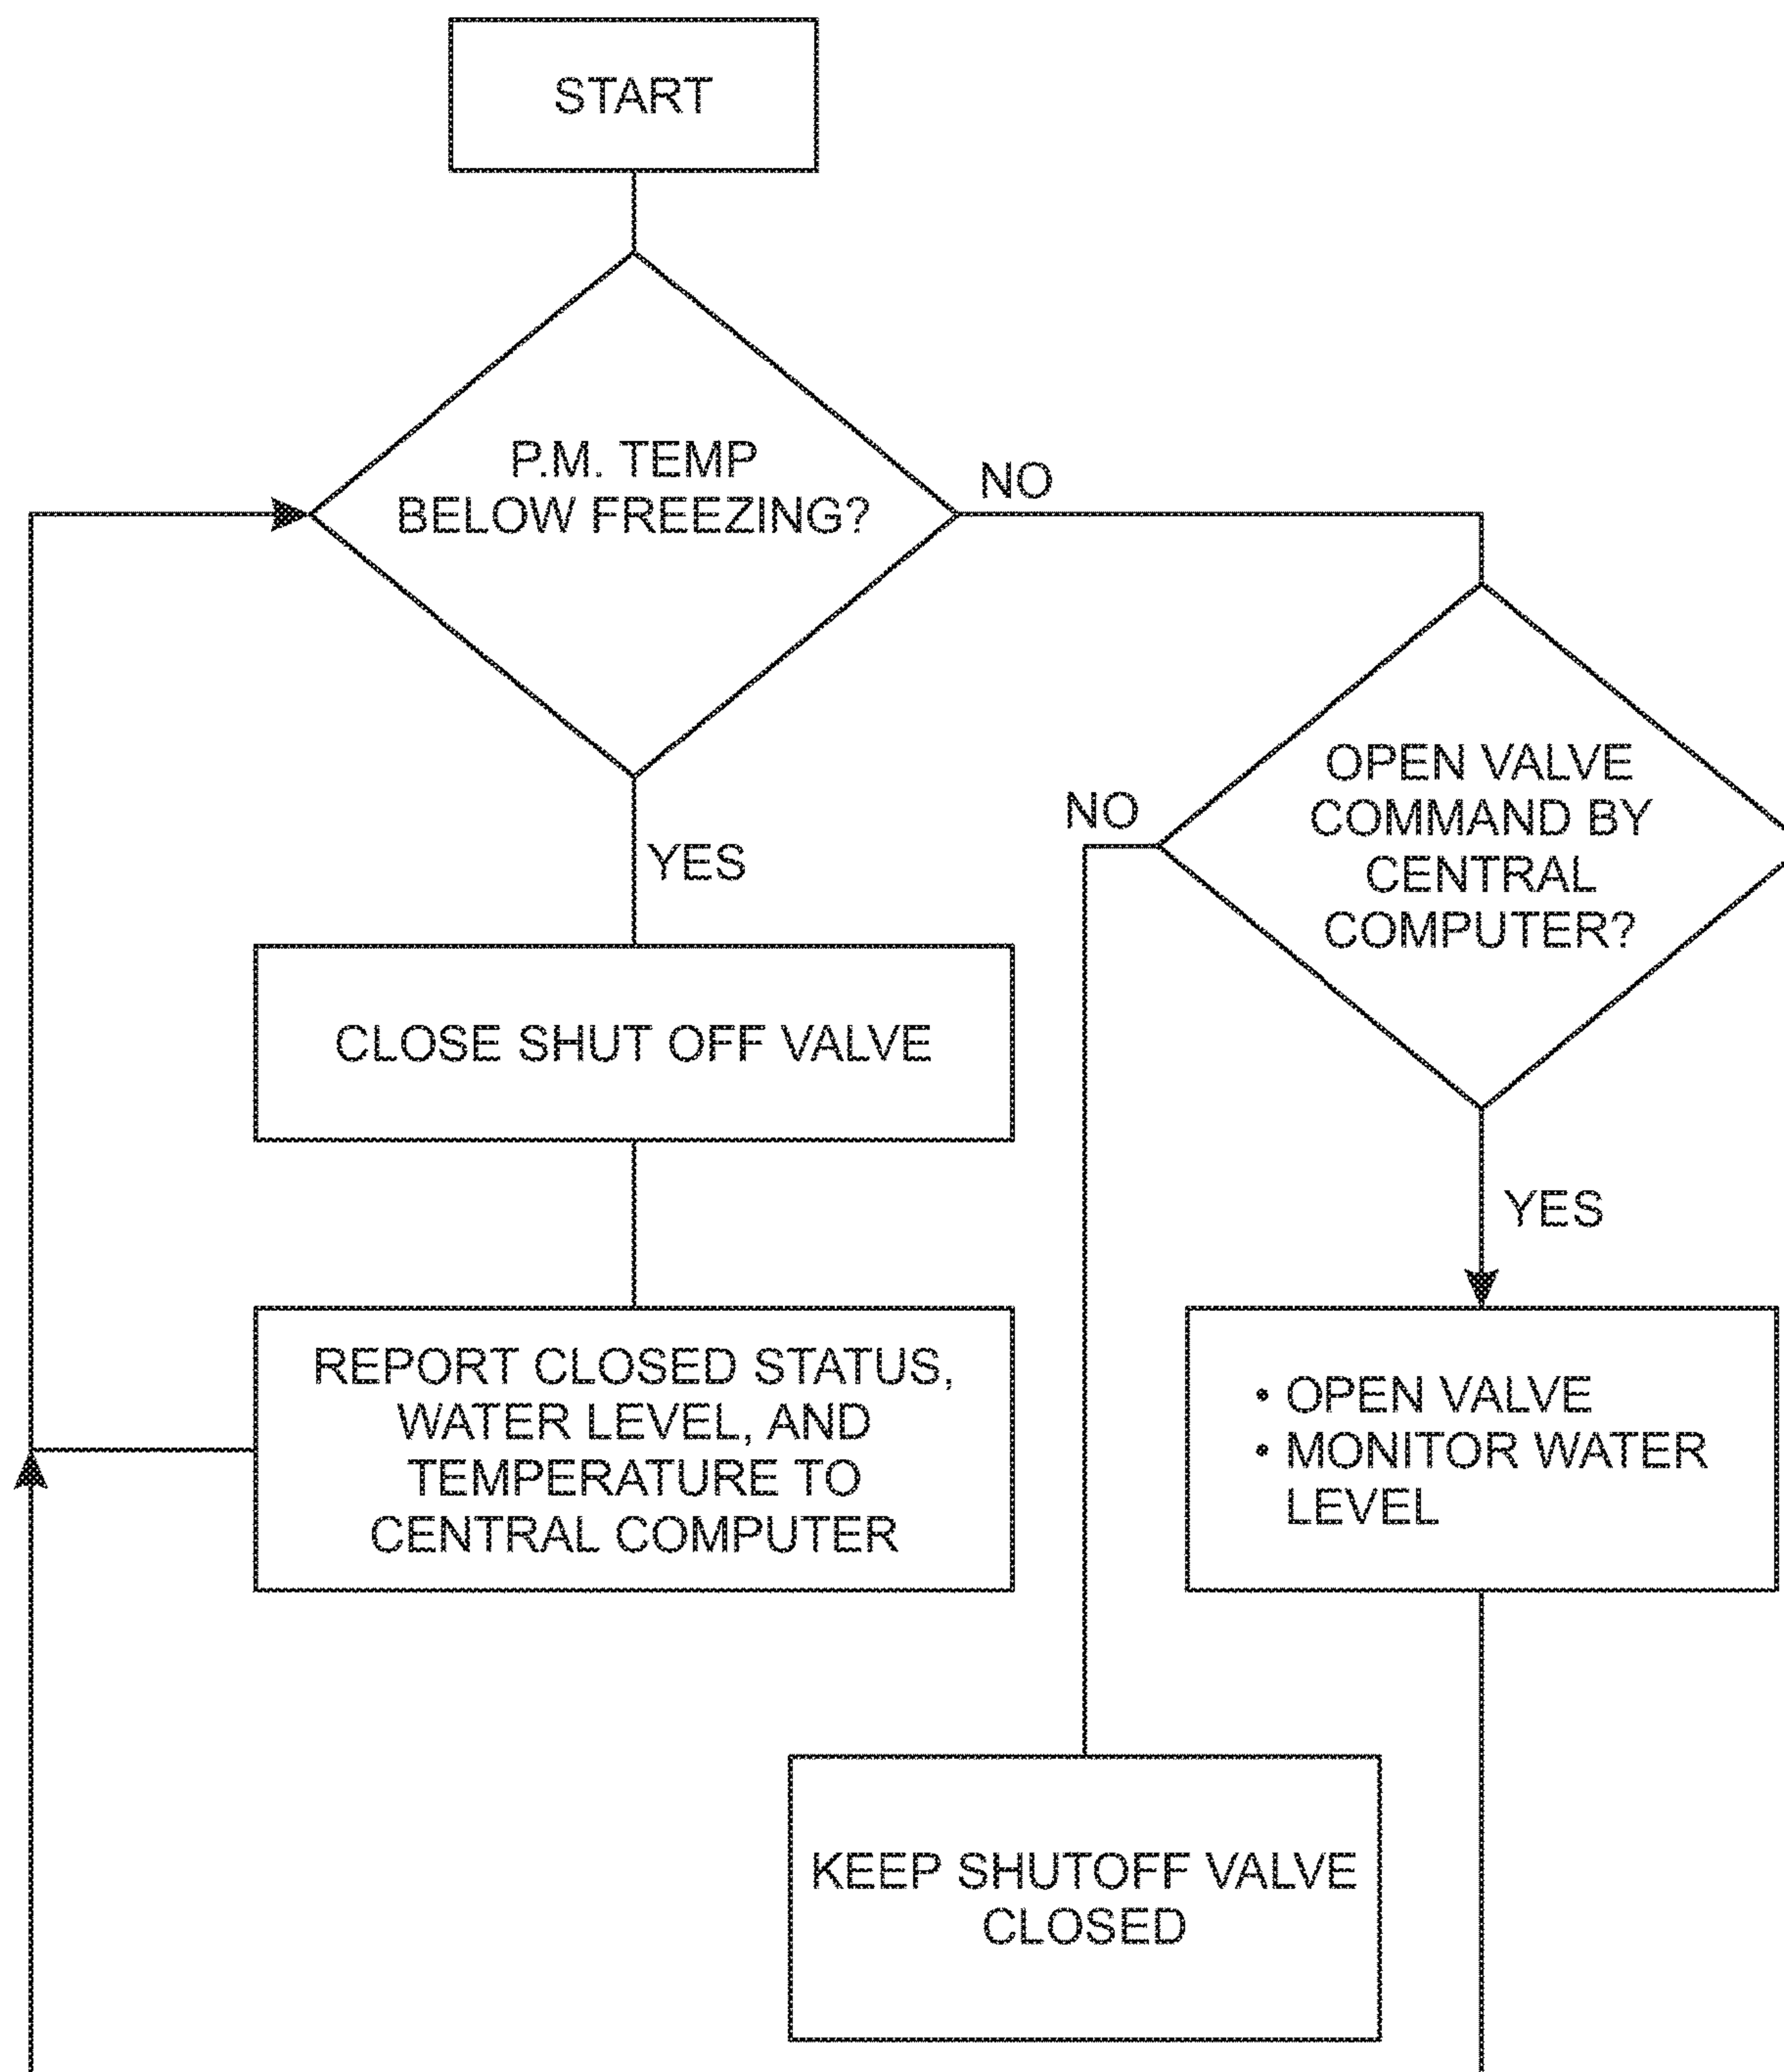 START
P.M. TEMP
BELOW FREEZING?
NO
OPEN VALVE
COMMAND BY
CENTRAL
COMPUTER?
NO
YES
CLOSE SHUT OFF VALVE
YES
REPORT CLOSED STATUS,
WATER LEVEL, AND
TEMPERATURE TO
CENTRAL COMPUTER
• OPEN VALVE
• MONITOR WATER
LEVEL
KEEP SHUTOFF VALVE
CLOSED